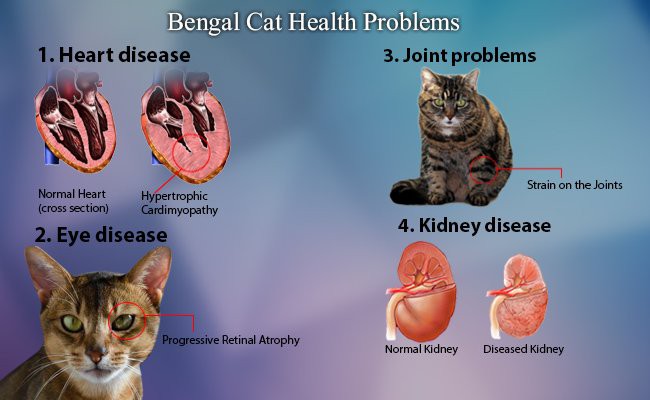 Bengal Cat Health Problems
1. Heart disease
Normal Heart
(cross section)
Hypertrophic
Cardimyopathy
2. Eye disease
Progressive Retinal Atrophy
3. Joint problems
Strain on the Joints
4. Kidney disease
Normal Kidney
Diseased Kidney